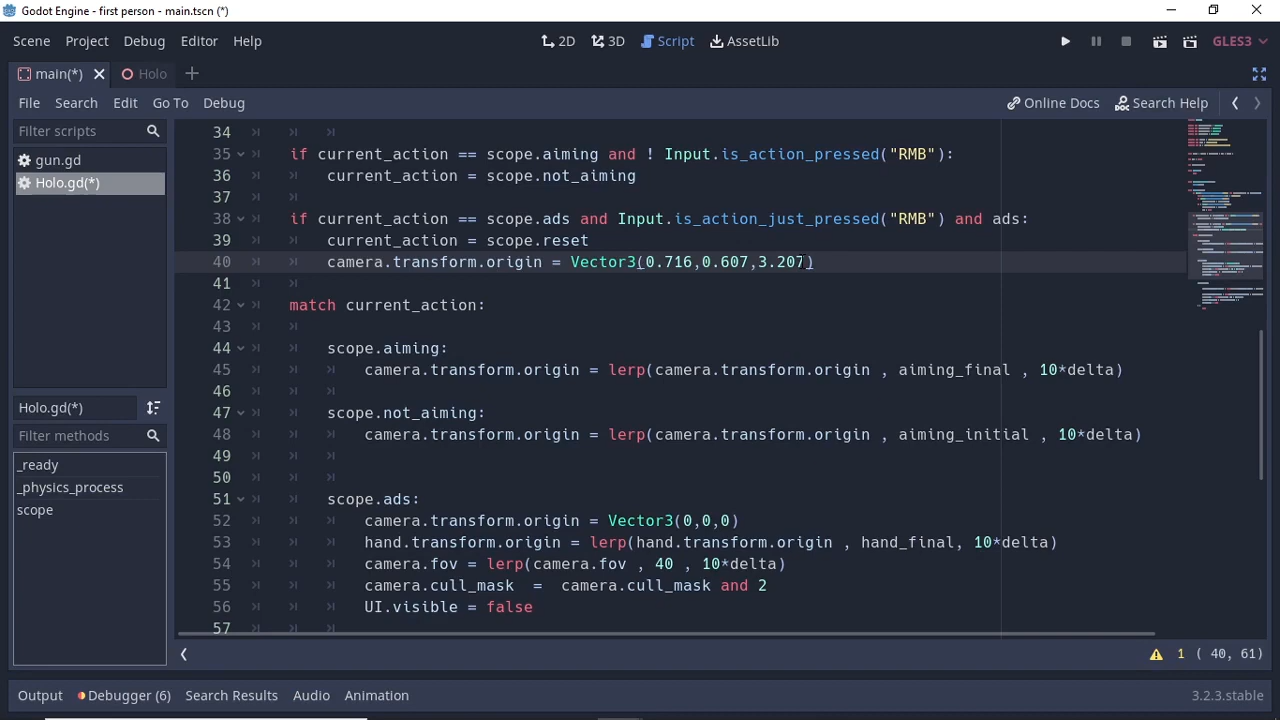 Godot Engine - first person - main.tscn (*)
Scene Project Debug Editor Help 2D 3D Script AssetLib GLES3
main(*) Holo
File Search Edit Go To Debug Online Docs Search Help
Filter scripts
gun.gd
Holo.gd(*)
Holo.gd(*)
Filter methods
_ready
_physics_process
scope
34
35 if current_action == scope.aiming and ! Input.is_action_pressed("RMB"):
36 current_action = scope.not_aiming
37
38 if current_action == scope.ads and Input.is_action_just_pressed("RMB" and ads:
39 current_action = scope.reset
40 camera.transform.origin = Vector3(0.716,0.607,3.207)
41
42 match current_action:
43
44 scope.aiming:
45 camera.transform.origin = lerp(camera.transform.origin , aiming_final , 10*delta)
46
47 scope.not_aiming:
48 camera.transform.origin = lerp(camera.transform.origin , aiming_initial , 10*delta)
49
50
51 scope.ads:
52 camera.transform.origin = Vector3(0,0,0)
53 hand.transform.origin = lerp(hand.transform.origin , hand_final, 10*delta)
54 camera.fov = lerp(camera.fov , 40 , 10*delta)
55 camera.cull_mask = camera.cull_mask and 2
56 UI.visible = false
57
1 ( 40, 61)
Output Debugger (6) Search Results Audio Animation 3.2.3.stable